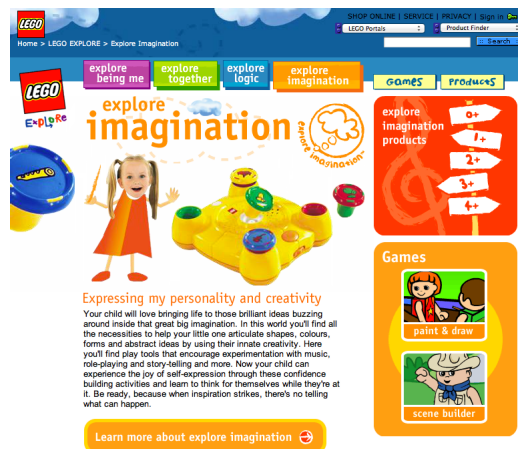 SHOP ONLINE | SERVICE | PRIVACY | Sign in
LEGO
LEGO Portals
Product Finder
Home > LEGO EXPLORE > Explore Imagination
Search
explore being me
explore together
explore logic
explore imagination
games
products
LEGO
Explore
explore
imagination
explore imagination
explore
imagination
products
0+
1+
2+
3+
4+
Games
paint & draw
scene builder
Expressing my personality and creativity
Your child will love bringing life to those brilliant ideas buzzing
around inside that great big imagination. In this world you'll find all
the necessities to help your little one articulate shapes, colours,
forms and abstract ideas by using their innate creativity. Here
you'll find play tools that encourage experimentation with music,
role-playing and story-telling and more. Now your child can
experience the joy of self-expression through these confidence
building activities and learn to think for themselves while they're at
it. Be ready, because when inspiration strikes, there's no telling
what can happen.
Learn more about explore imagination